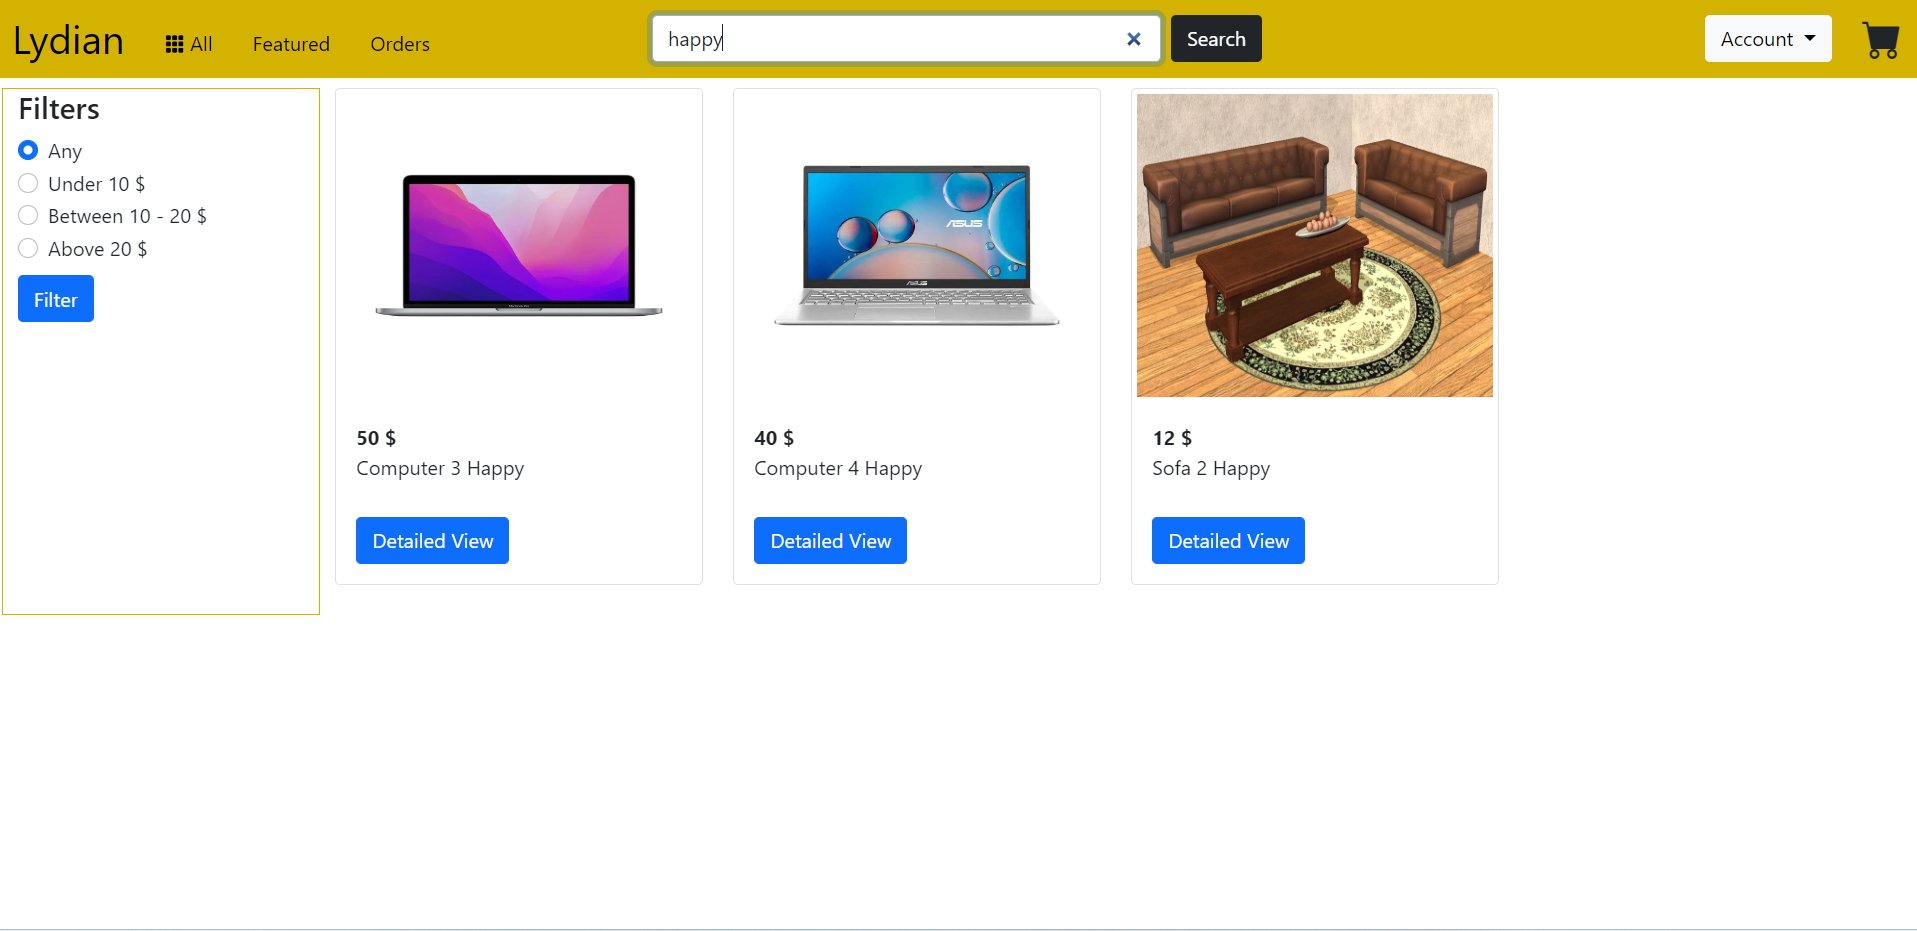 Lydian
All
Featured
Orders
happy
Search
Account
Filters
Any
Under 10 $
Between 10 - 20 $
Above 20 $
Filter
ASUS
ASUS
50 $
Computer 3 Happy
Detailed View
40 $
Computer 4 Happy
Detailed View
12 $
Sofa 2 Happy
Detailed View